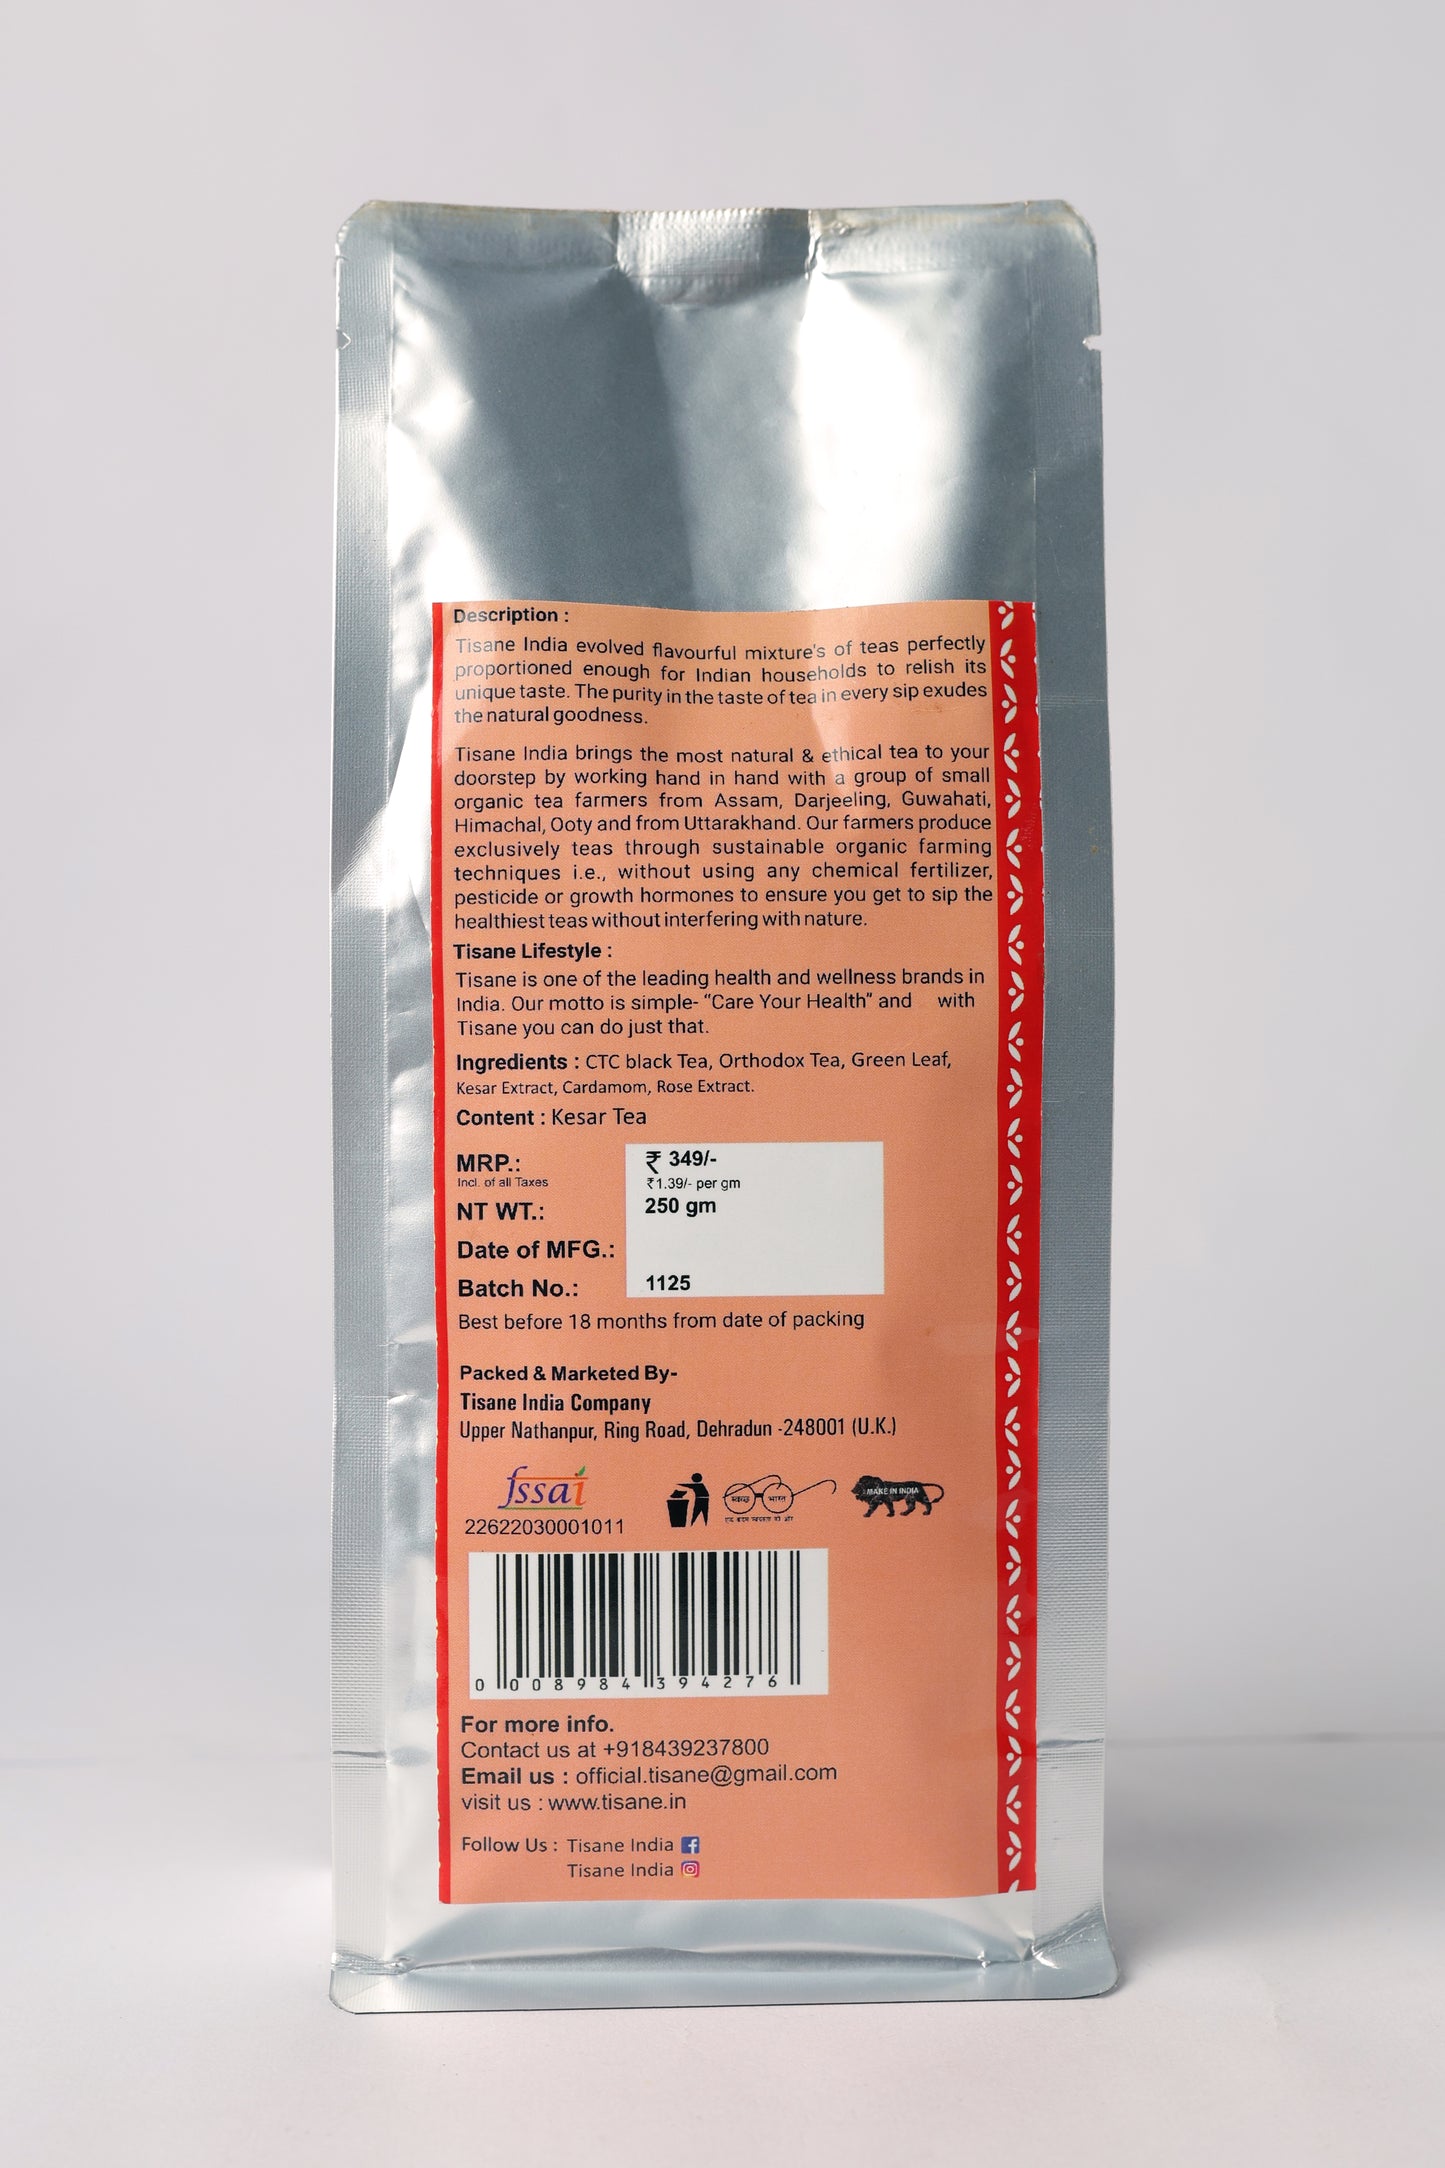 Description :
Tisane India evolved flavourful mixture's of teas perfectly
proportioned enough for Indian households to relish its
unique taste. The purity in the taste of tea in every sip exudes
the natural goodness.
Tisane India brings the most natural & ethical tea to your
doorstep by working hand in hand with a group of small
organic tea farmers from Assam, Darjeeling, Guwahati,
Himachal, Ooty and from Uttarakhand. Our farmers produce
exclusively teas through sustainable organic farming
techniques i.e., without using any chemical fertilizer,
pesticide or growth hormones to ensure you get to sip the
healthiest teas without interfering with nature.
Tisane Lifestyle :
Tisane is one of the leading health and wellness brands in
India. Our motto is simple- “Care Your Health” and with
Tisane you can do just that.
Ingredients : CTC black Tea, Orthodox Tea, Green Leaf,
Kesar Extract, Cardamom, Rose Extract.
Content : Kesar Tea
MRP.: ₹ 349/-
Incl. of all Taxes ₹1.39/- per gm
NT WT.: 250 gm
Date of MFG.:
Batch No.: 1125
Best before 18 months from date of packing
Packed & Marketed By-
Tisane India Company
Upper Nathanpur, Ring Road, Dehradun -248001 (U.K.)
fssai
22622030001011
स्वच्छ भारत
एक कदम स्वच्छता की ओर
MAKE IN INDIA
0 008984 394276
For more info.
Contact us at +918439237800
Email us : official.tisane@gmail.com
visit us : www.tisane.in
Follow Us : Tisane India
Tisane India